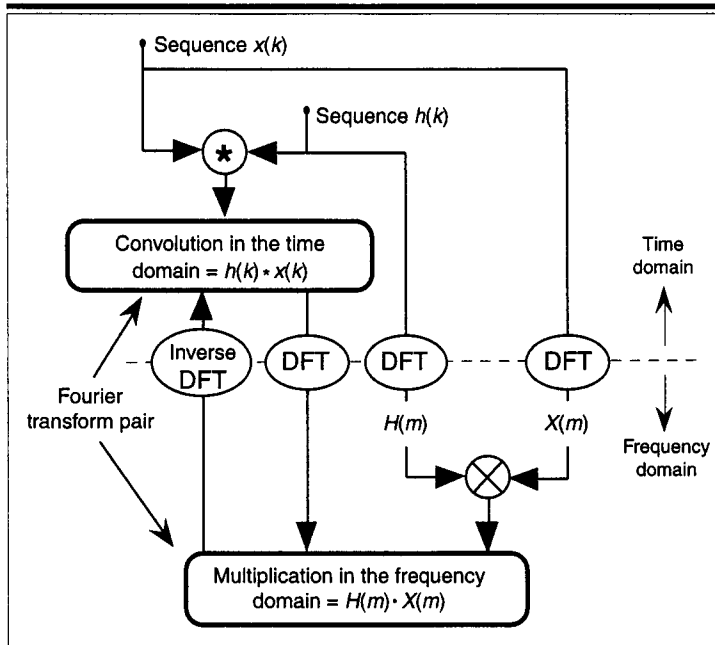 Sequence x(k)
Sequence h(k)
*
Convolution in the time
domain = h(k) * x(k)
Time
domain
Inverse
DFT
DFT
DFT
DFT
Fourier
transform pair
H(m)
X(m)
Frequency
domain
Multiplication in the frequency
domain = H(m) · X(m)